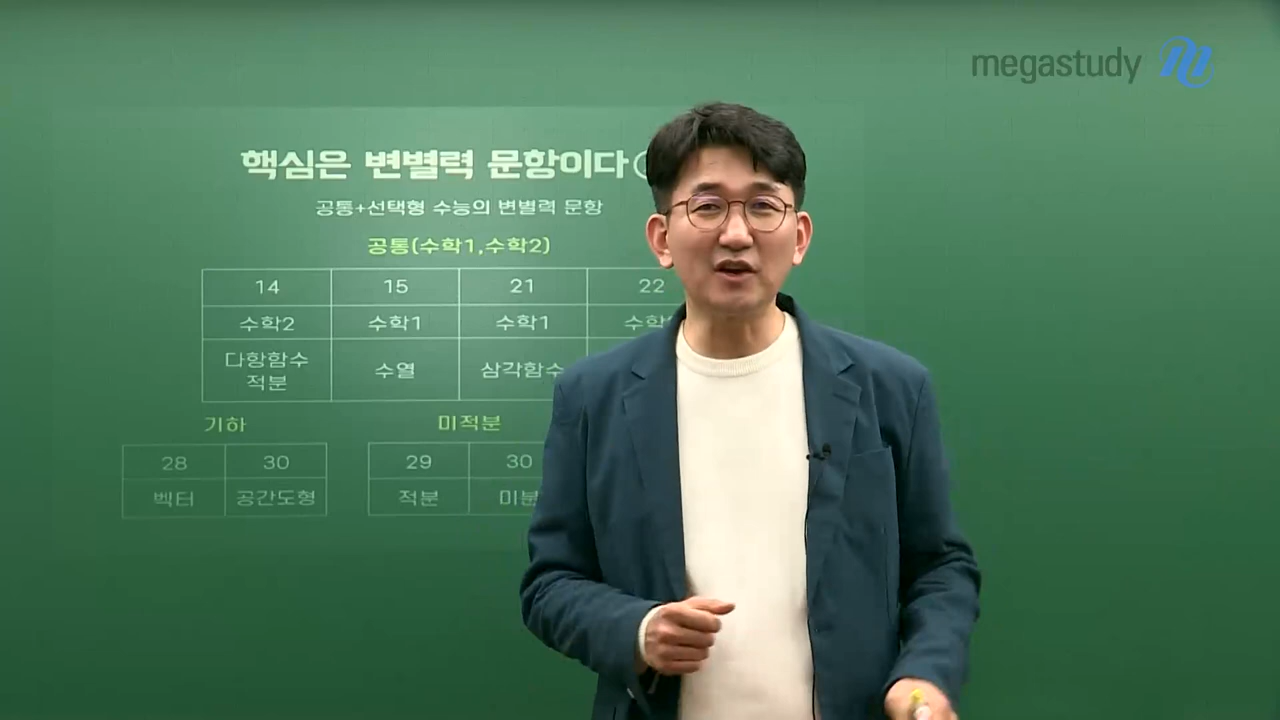 megastudy
핵심은 변별력 문항이다
공통+선택형 수능의 변별력 문항
공통(수학1,수학2)
14 15 21 22
수학2 수학1 수학1
다항함수 적분 수열 삼각함수
기하 미적분
28 30 29 30
벡터 공간도형 적분 미분